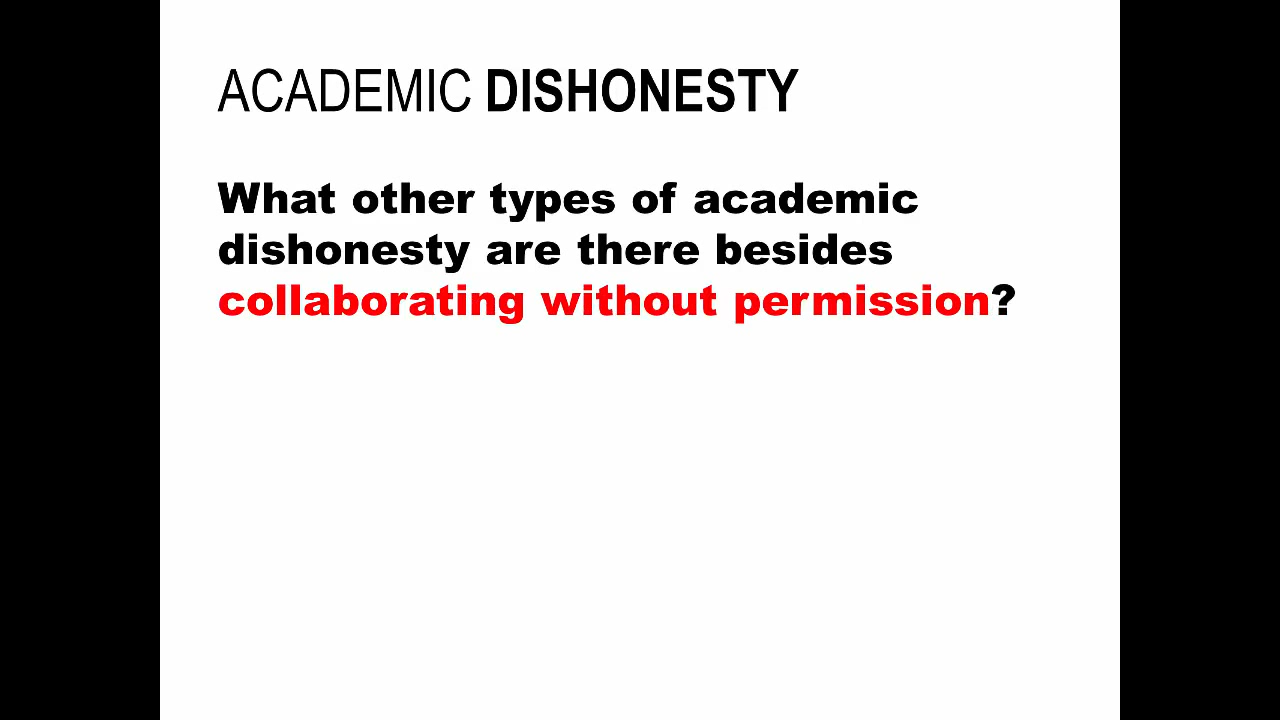 ACADEMIC DISHONESTY
What other types of academic
dishonesty are there besides
collaborating without permission?